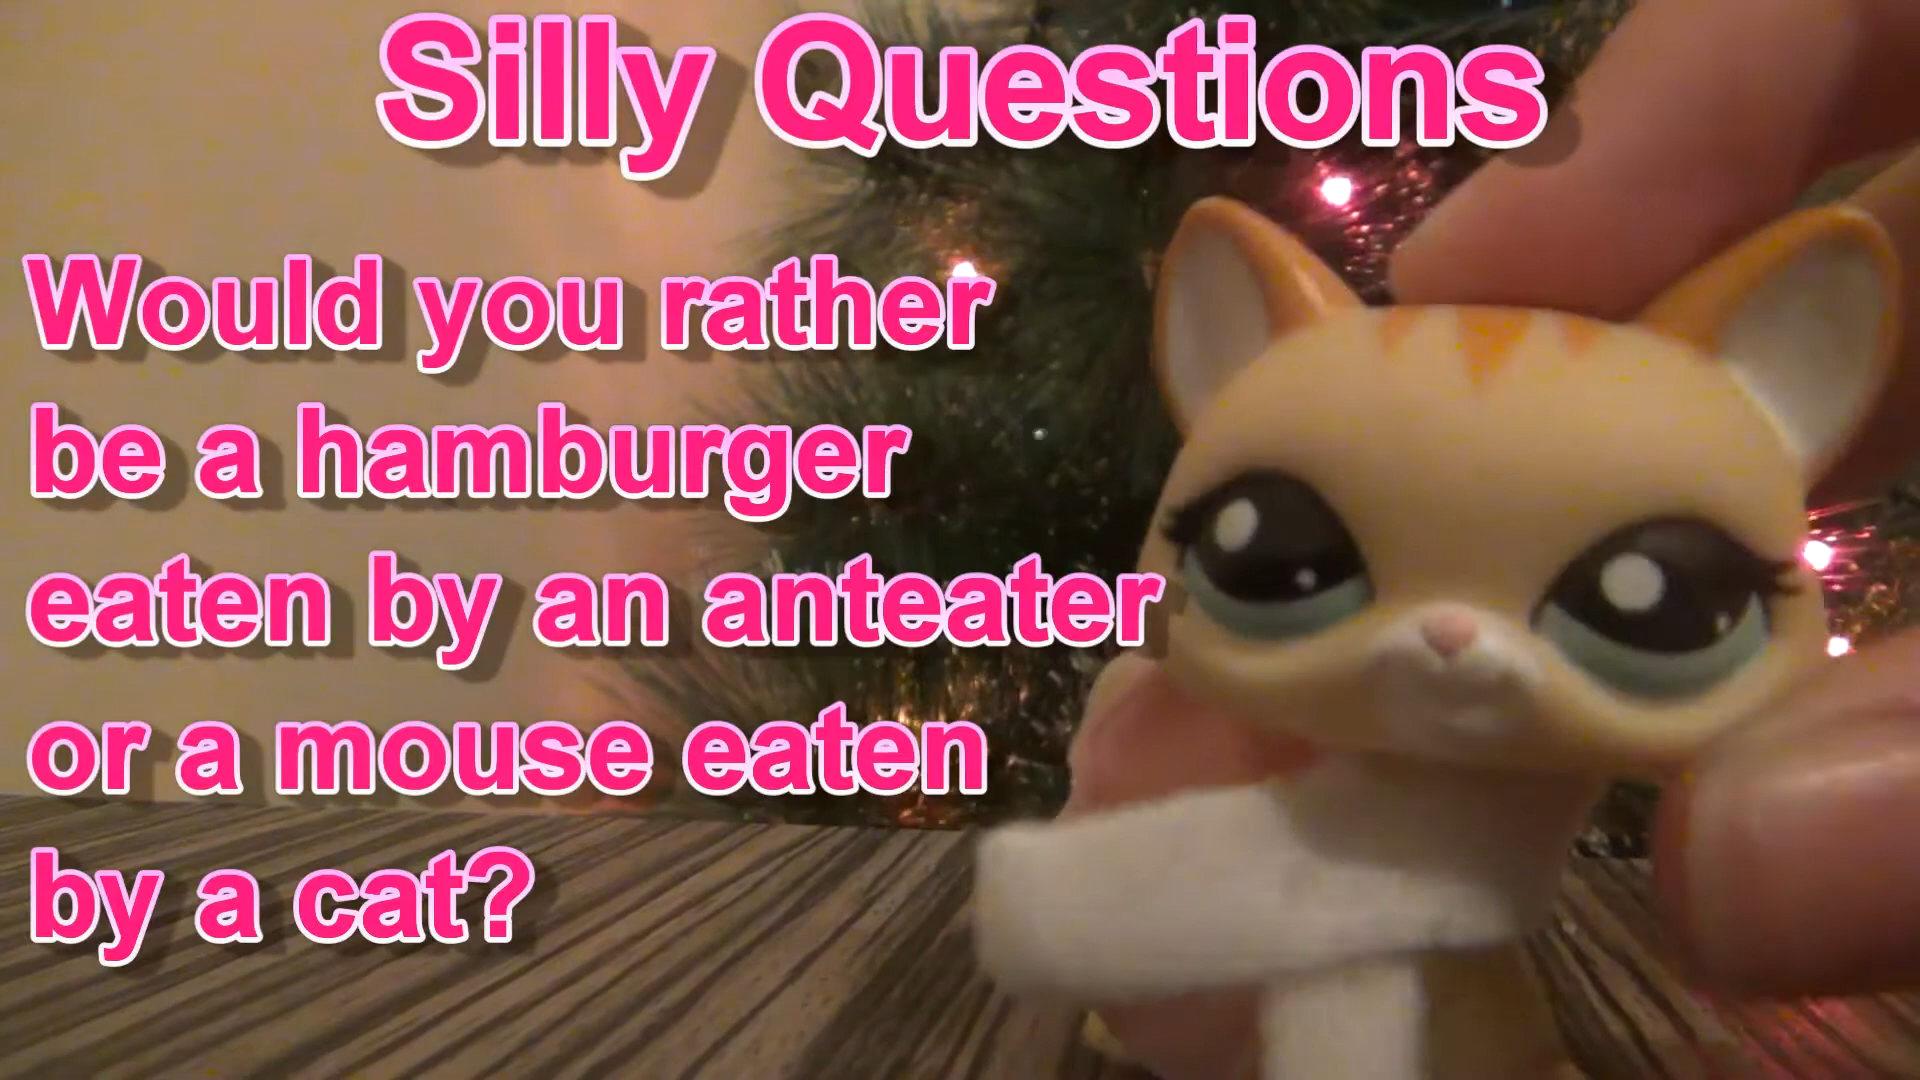 Silly Questions
Would you rather
be a hamburger
eaten by an anteater
or a mouse eaten
by a cat?